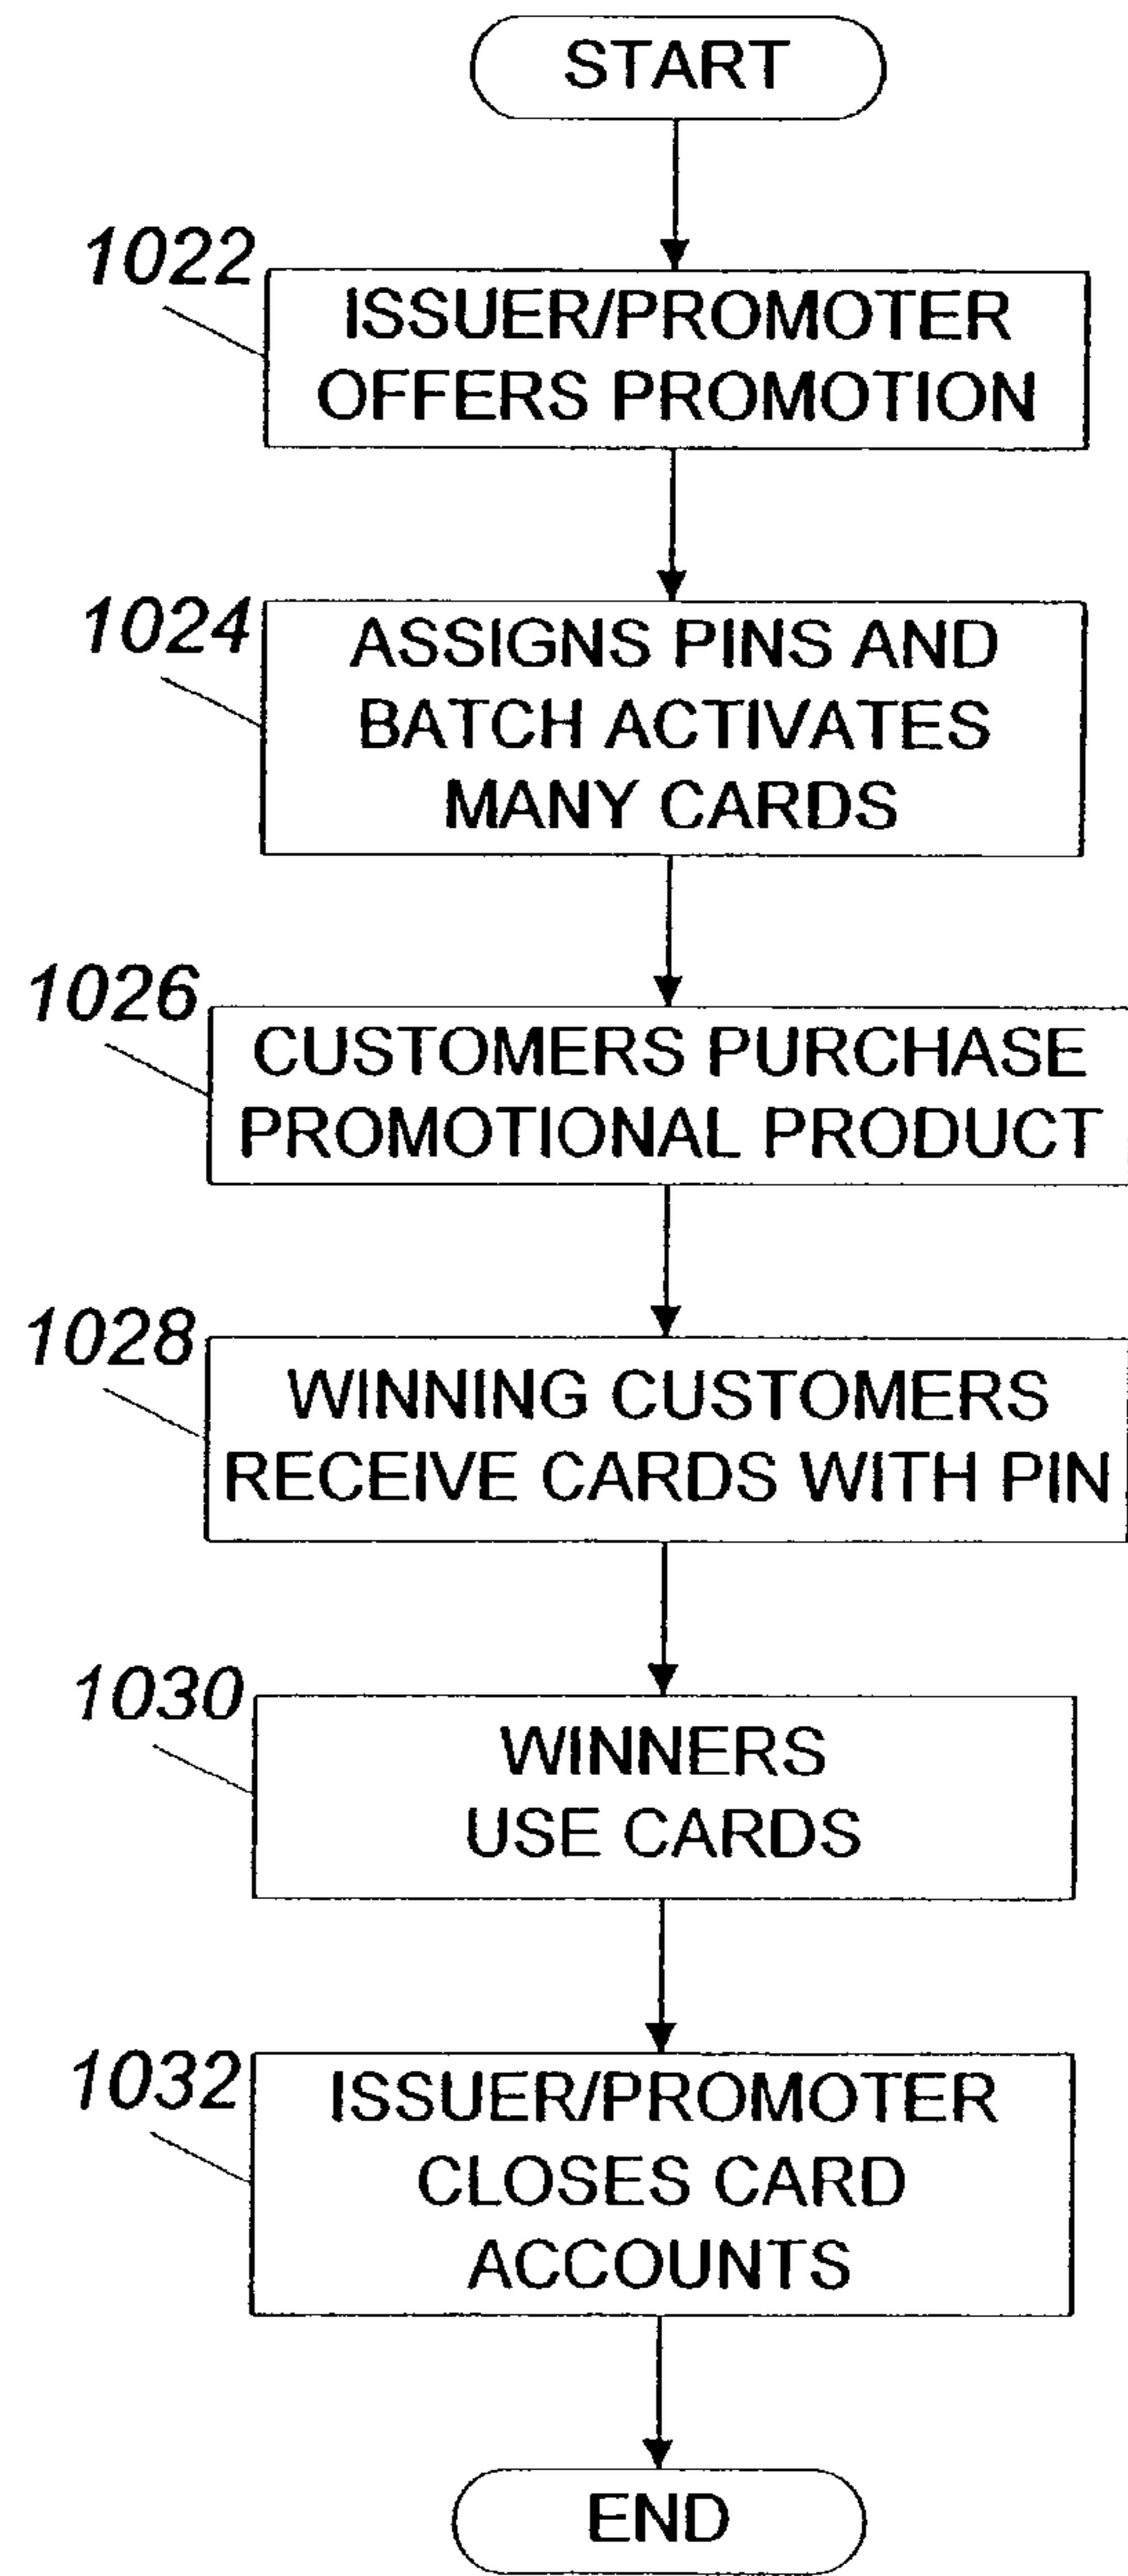 START
1022
ISSUER/PROMOTER
OFFERS PROMOTION
1024
ASSIGNS PINS AND
BATCH ACTIVATES
MANY CARDS
1026
CUSTOMERS PURCHASE
PROMOTIONAL PRODUCT
1028
WINNING CUSTOMERS
RECEIVE CARDS WITH PIN
1030
WINNERS
USE CARDS
1032
ISSUER/PROMOTER
CLOSES CARD
ACCOUNTS
END